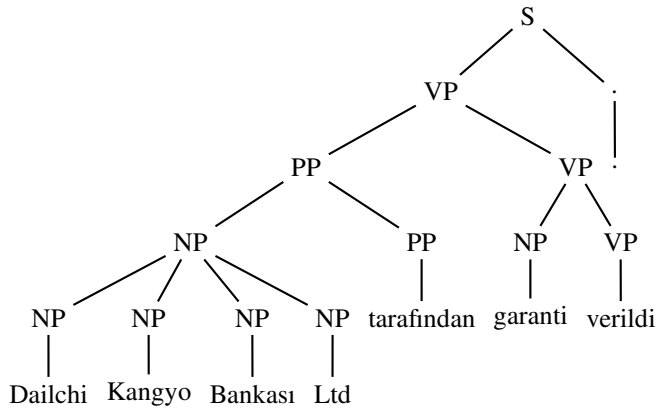 S
VP .
PP VP .
NP PP NP VP
NP NP NP NP tarafından garanti verildi
Dailchi Kangyo Bankası Ltd